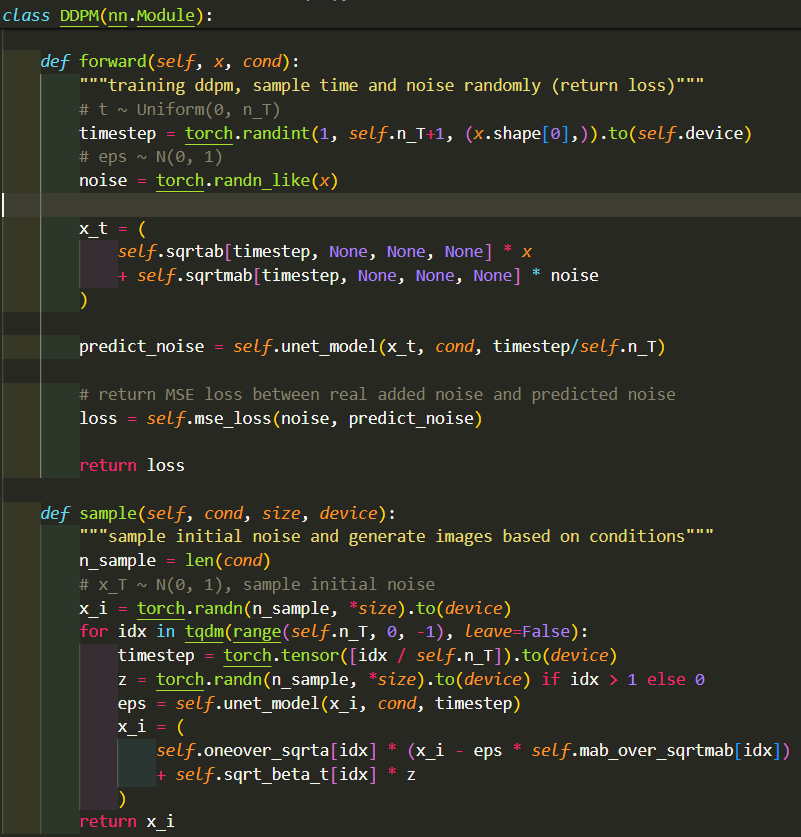 class DDPM(nn.Module):
def forward(self, x, cond):
"""training ddpm, sample time and noise randomly (return loss)"""
# t ~ Uniform(0, n_T)
timestep = torch.randint(1, self.n_T+1, (x.shape[0],)).to(self.device)
# eps ~ N(0, 1)
noise = torch.randn_like(x)
x_t = (
self.sqrtab[timestep, None, None, None] * x
+ self.sqrtmab[timestep, None, None, None] * noise
)
predict_noise = self.unet_model(x_t, cond, timestep/self.n_T)
# return MSE loss between real added noise and predicted noise
loss = self.mse_loss(noise, predict_noise)
return loss
def sample(self, cond, size, device):
"""sample initial noise and generate images based on conditions"""
n_sample = len(cond)
# x_T ~ N(0, 1), sample initial noise
x_i = torch.randn(n_sample, *size).to(device)
for idx in tqdm(range(self.n_T, 0, -1), leave=False):
timestep = torch.tensor([idx / self.n_T]).to(device)
z = torch.randn(n_sample, *size).to(device) if idx > 1 else 0
eps = self.unet_model(x_i, cond, timestep)
x_i = (
self.oneover_sqrta[idx] * (x_i - eps * self.mab_over_sqrtmab[idx])
+ self.sqrt_beta_t[idx] * z
)
return x_i